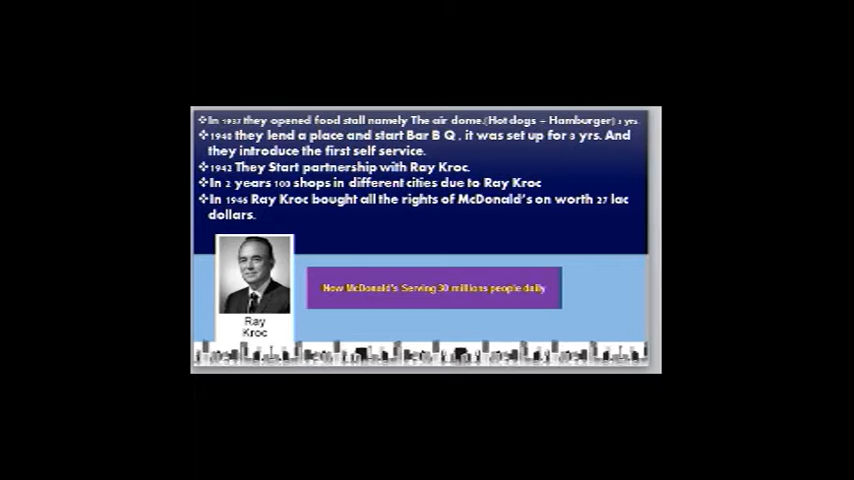 ❖In 1937 they opened food stall namely The air dome.(Hot dogs – Hamburger) 3 yrs.
❖1940 they lend a place and start Bar B Q , it was set up for 8 yrs. And
they introduce the first self service.
❖1942 They Start partnership with Ray Kroc.
❖In 2 years 100 shops in different cities due to Ray Kroc
❖In 1946 Ray Kroc bought all the rights of McDonald's on worth 27 lac
dollars.
Now McDonald's Serving 30 millions people daily
Ray
Kroc